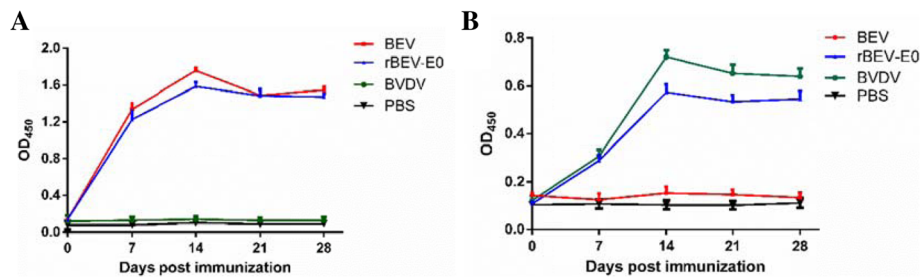 A
BEV
rBEV-E0
BVDV
PBS
OD450
2.0
1.6
1.2
0.8
0.4
0.0
0 7 14 21 28
Days post immunization
B
BEV
rBEV-E0
BVDV
PBS
OD450
0.8
0.6
0.4
0.2
0.0
0 7 14 21 28
Days post immunization